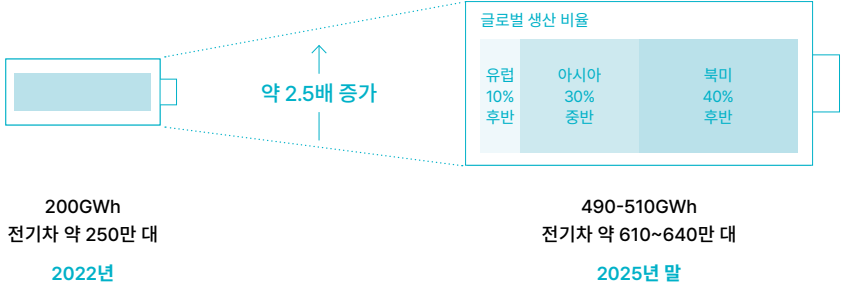 글로벌 생산 비율
약 2.5배 증가
유럽
10%
후반
아시아
30%
중반
북미
40%
후반
200GWh
전기차 약 250만 대
2022년
490-510GWh
전기차 약 610~640만 대
2025년 말